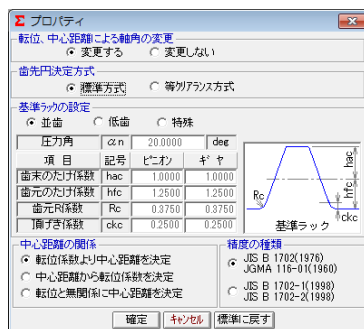 Σ プロパティ
転位、中心距離による軸角の変更
変更する 変更しない
歯先円決定方式
標準方式 等クリアランス方式
基準ラックの設定
並歯 低歯 特殊
圧力角 αn 20.0000 deg
項 目 記号 ピニオン ギヤ
歯末のたけ係数 hac 1.0000 1.0000
歯元のたけ係数 hfc 1.2500 1.2500
歯元R係数 Rc 0.3750 0.3750
頂げき係数 ckc 0.2500 0.2500
hac
hfc
Rc
ckc
基準ラック
中心距離の関係
転位係数より中心距離を決定
中心距離から転位係数を決定
転位と無関係に中心距離を決定
精度の種類
JIS B 1702(1976)
JGMA 116-01(1960)
JIS B 1702-1(1998)
JIS B 1702-2(1998)
確定 キャンセル 標準に戻す